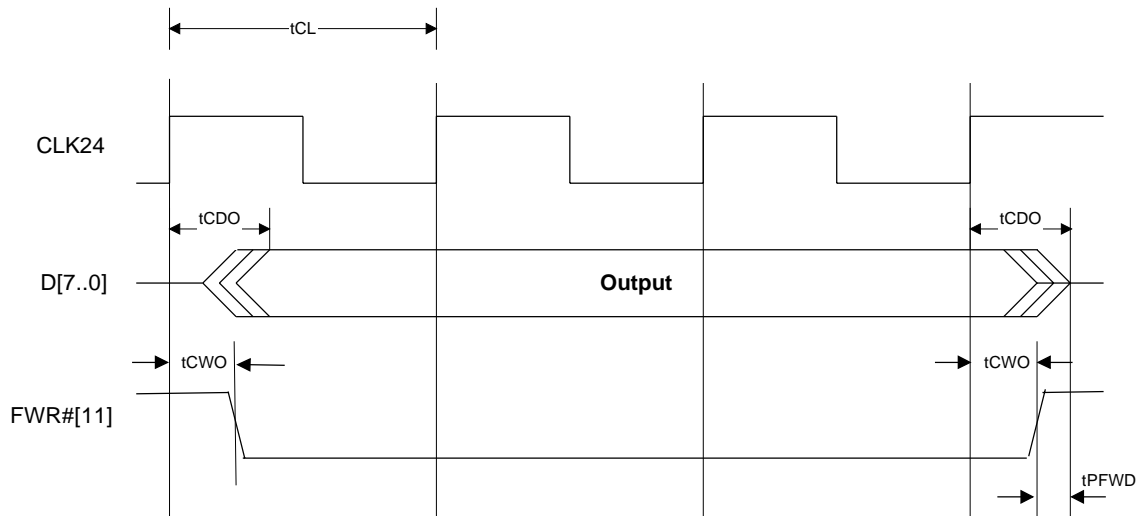 tCL
CLK24
tCDO
tCDO
D[7..0]
Output
tCWO
tCWO
FWR#[11]
tPFWD